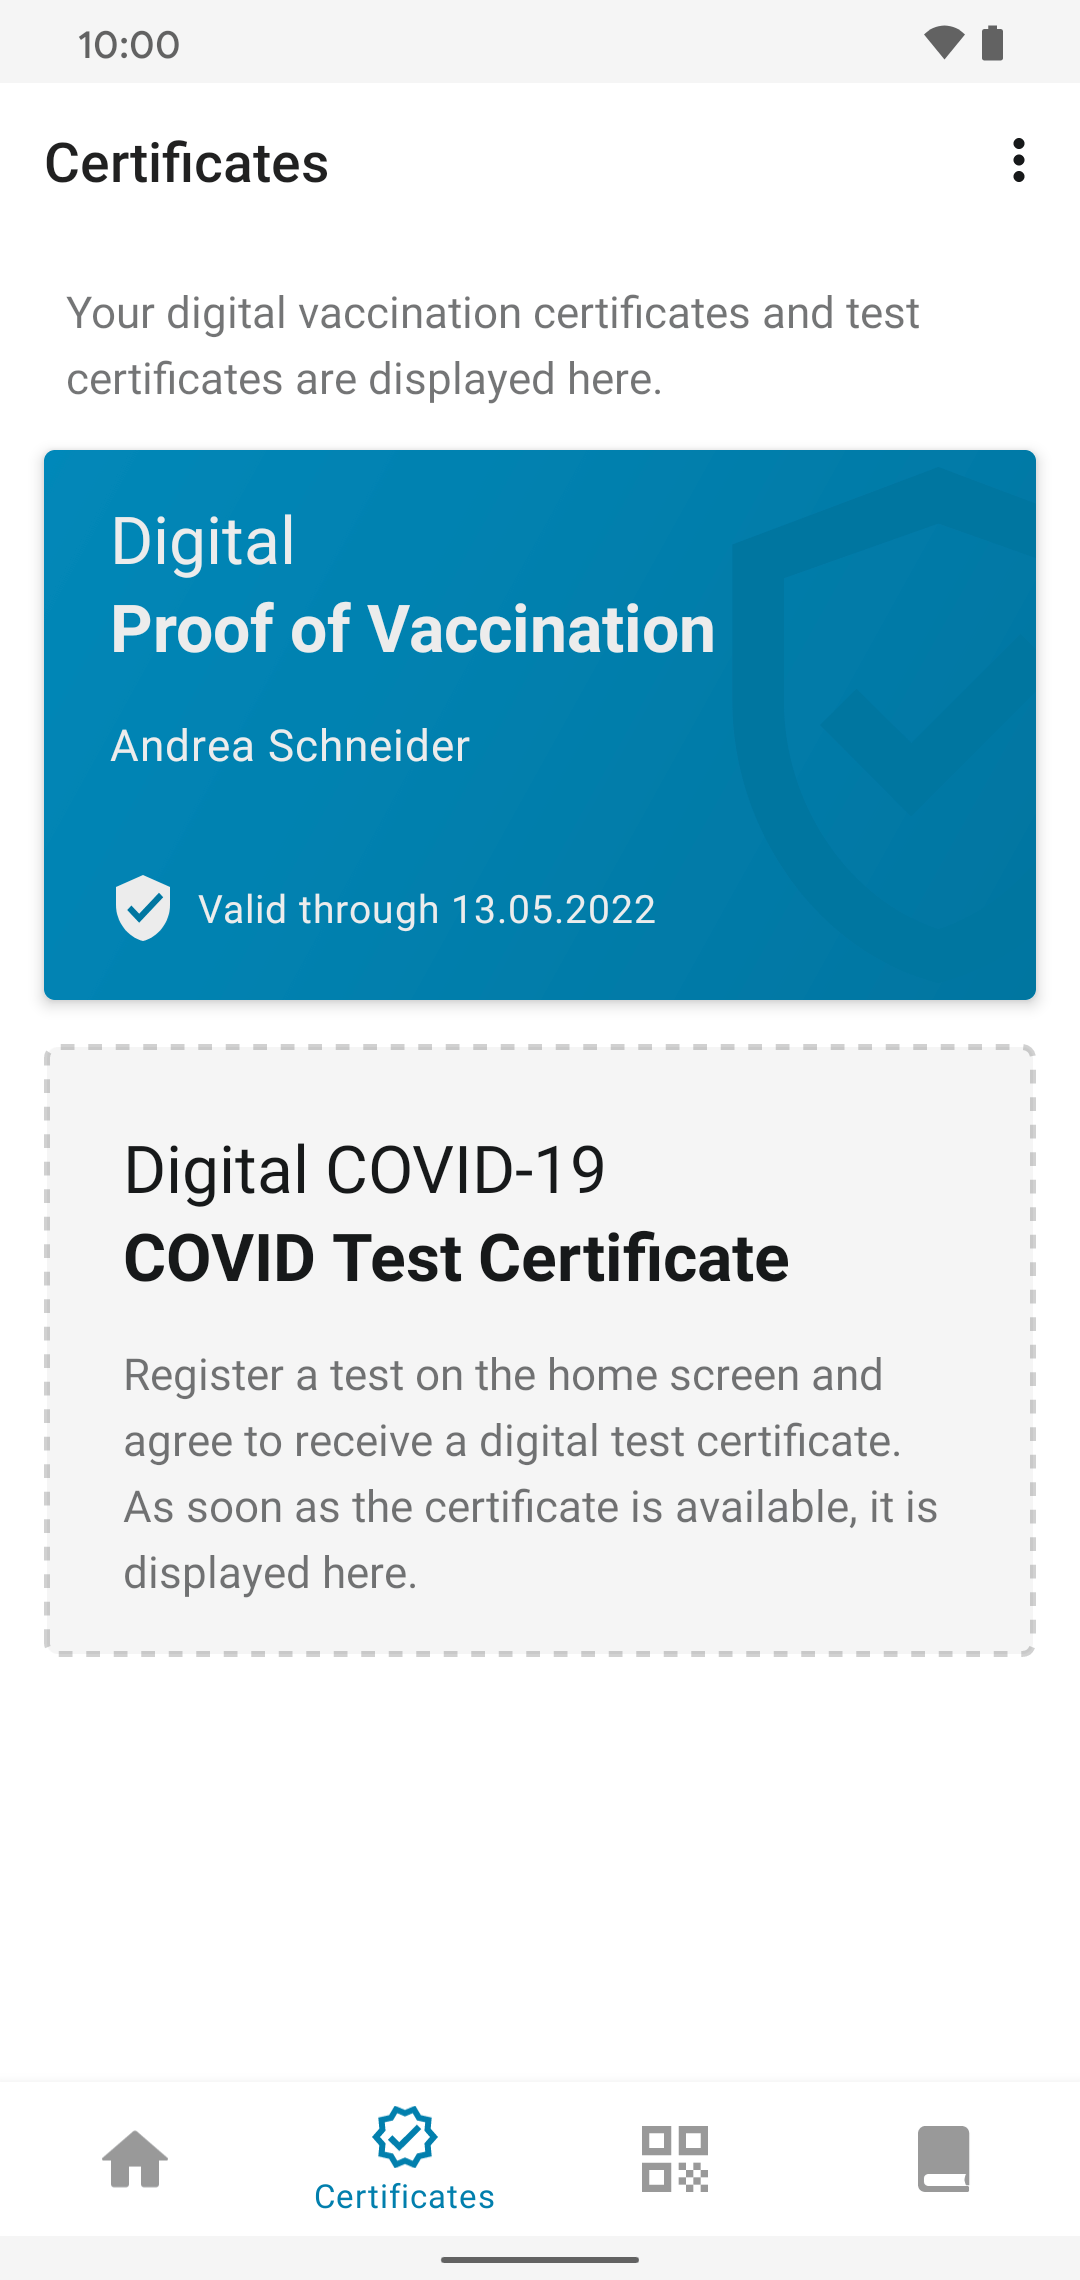 10:00
Certificates
Your digital vaccination certificates and test
certificates are displayed here.
Digital
Proof of Vaccination
Andrea Schneider
Valid through 13.05.2022
Digital COVID-19
COVID Test Certificate
Register a test on the home screen and
agree to receive a digital test certificate.
As soon as the certificate is available, it is
displayed here.
Certificates